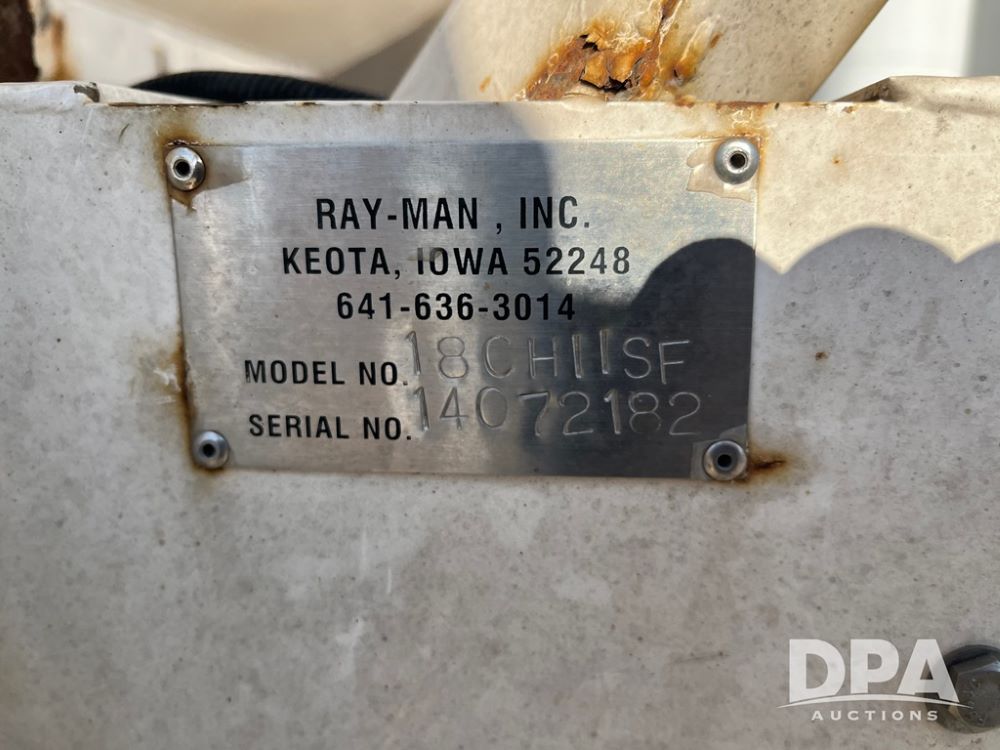 RAY-MAN , INC.
KEOTA, IOWA 52248
641-636-3014
MODEL NO. 18CH11SF
SERIAL NO. 14072182
DPA
AUCTIONS